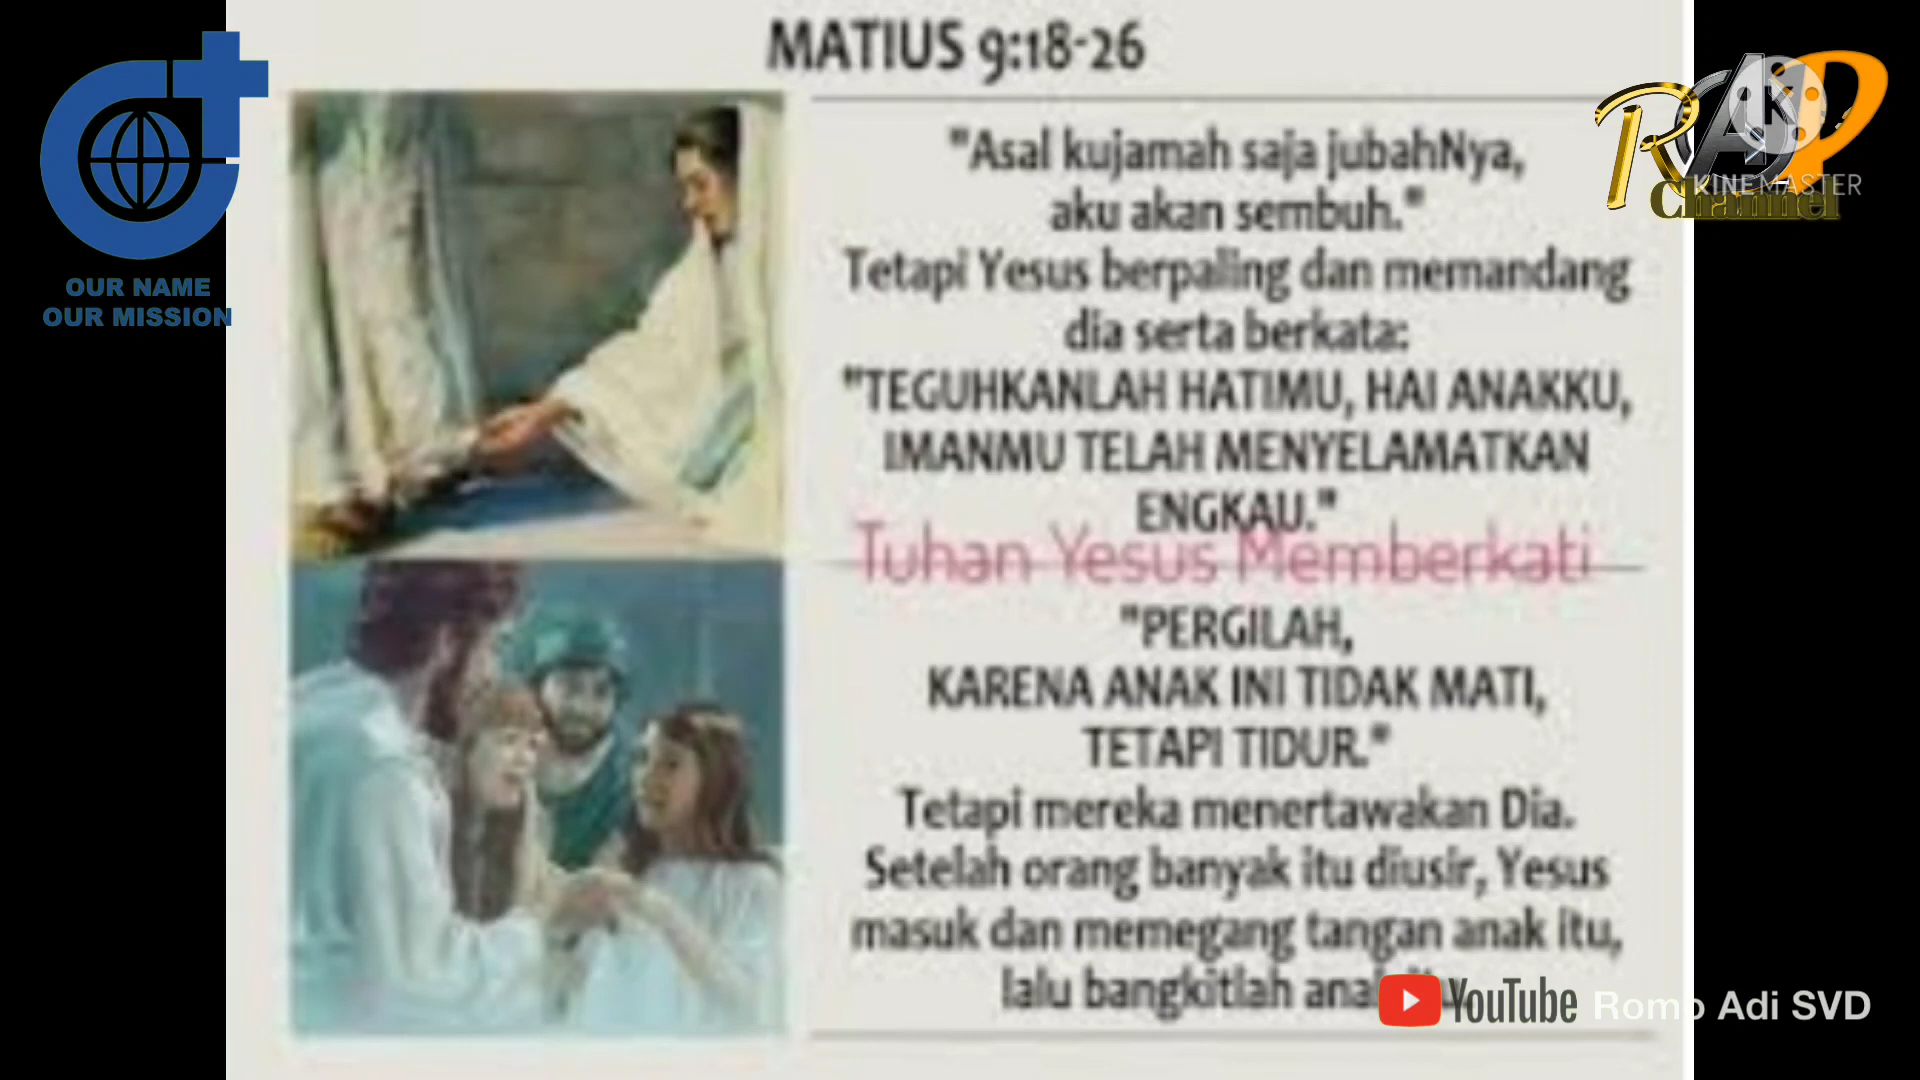 MATIUS 9:18-26
OUR NAME
OUR MISSION
RAP
Channel
KINEMASTER
"Asal kujamah saja jubahNya,
aku akan sembuh."
Tetapi Yesus berpaling dan memandang
dia serta berkata:
"TEGUHKANLAH HATIMU, HAI ANAKKU,
IMANMU TELAH MENYELAMATKAN
ENGKAU."
Tuhan Yesus Memberkati
"PERGILAH,
KARENA ANAK INI TIDAK MATI,
TETAPI TIDUR."
Tetapi mereka menertawakan Dia.
Setelah orang banyak itu diusir, Yesus
masuk dan memegang tangan anak itu,
lalu bangkitlah
YouTube Romo Adi SVD